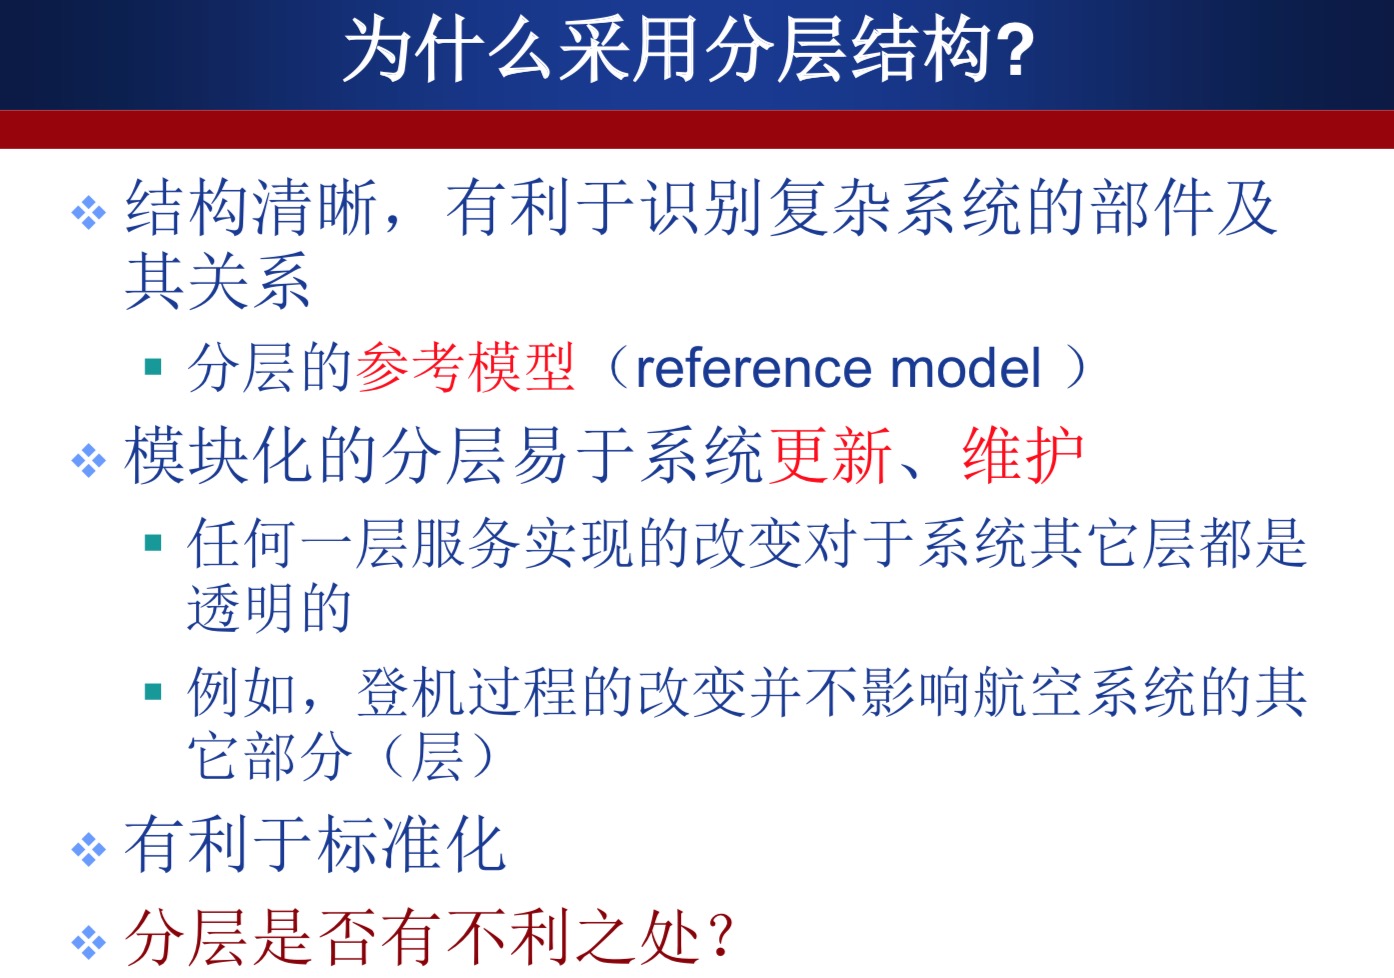 为什么采用分层结构?
结构清晰，有利于识别复杂系统的部件及
其关系
分层的参考模型（reference model ）
模块化的分层易于系统更新、维护
任何一层服务实现的改变对于系统其它层都是
透明的
例如，登机过程的改变并不影响航空系统的其
它部分（层）
有利于标准化
分层是否有不利之处？